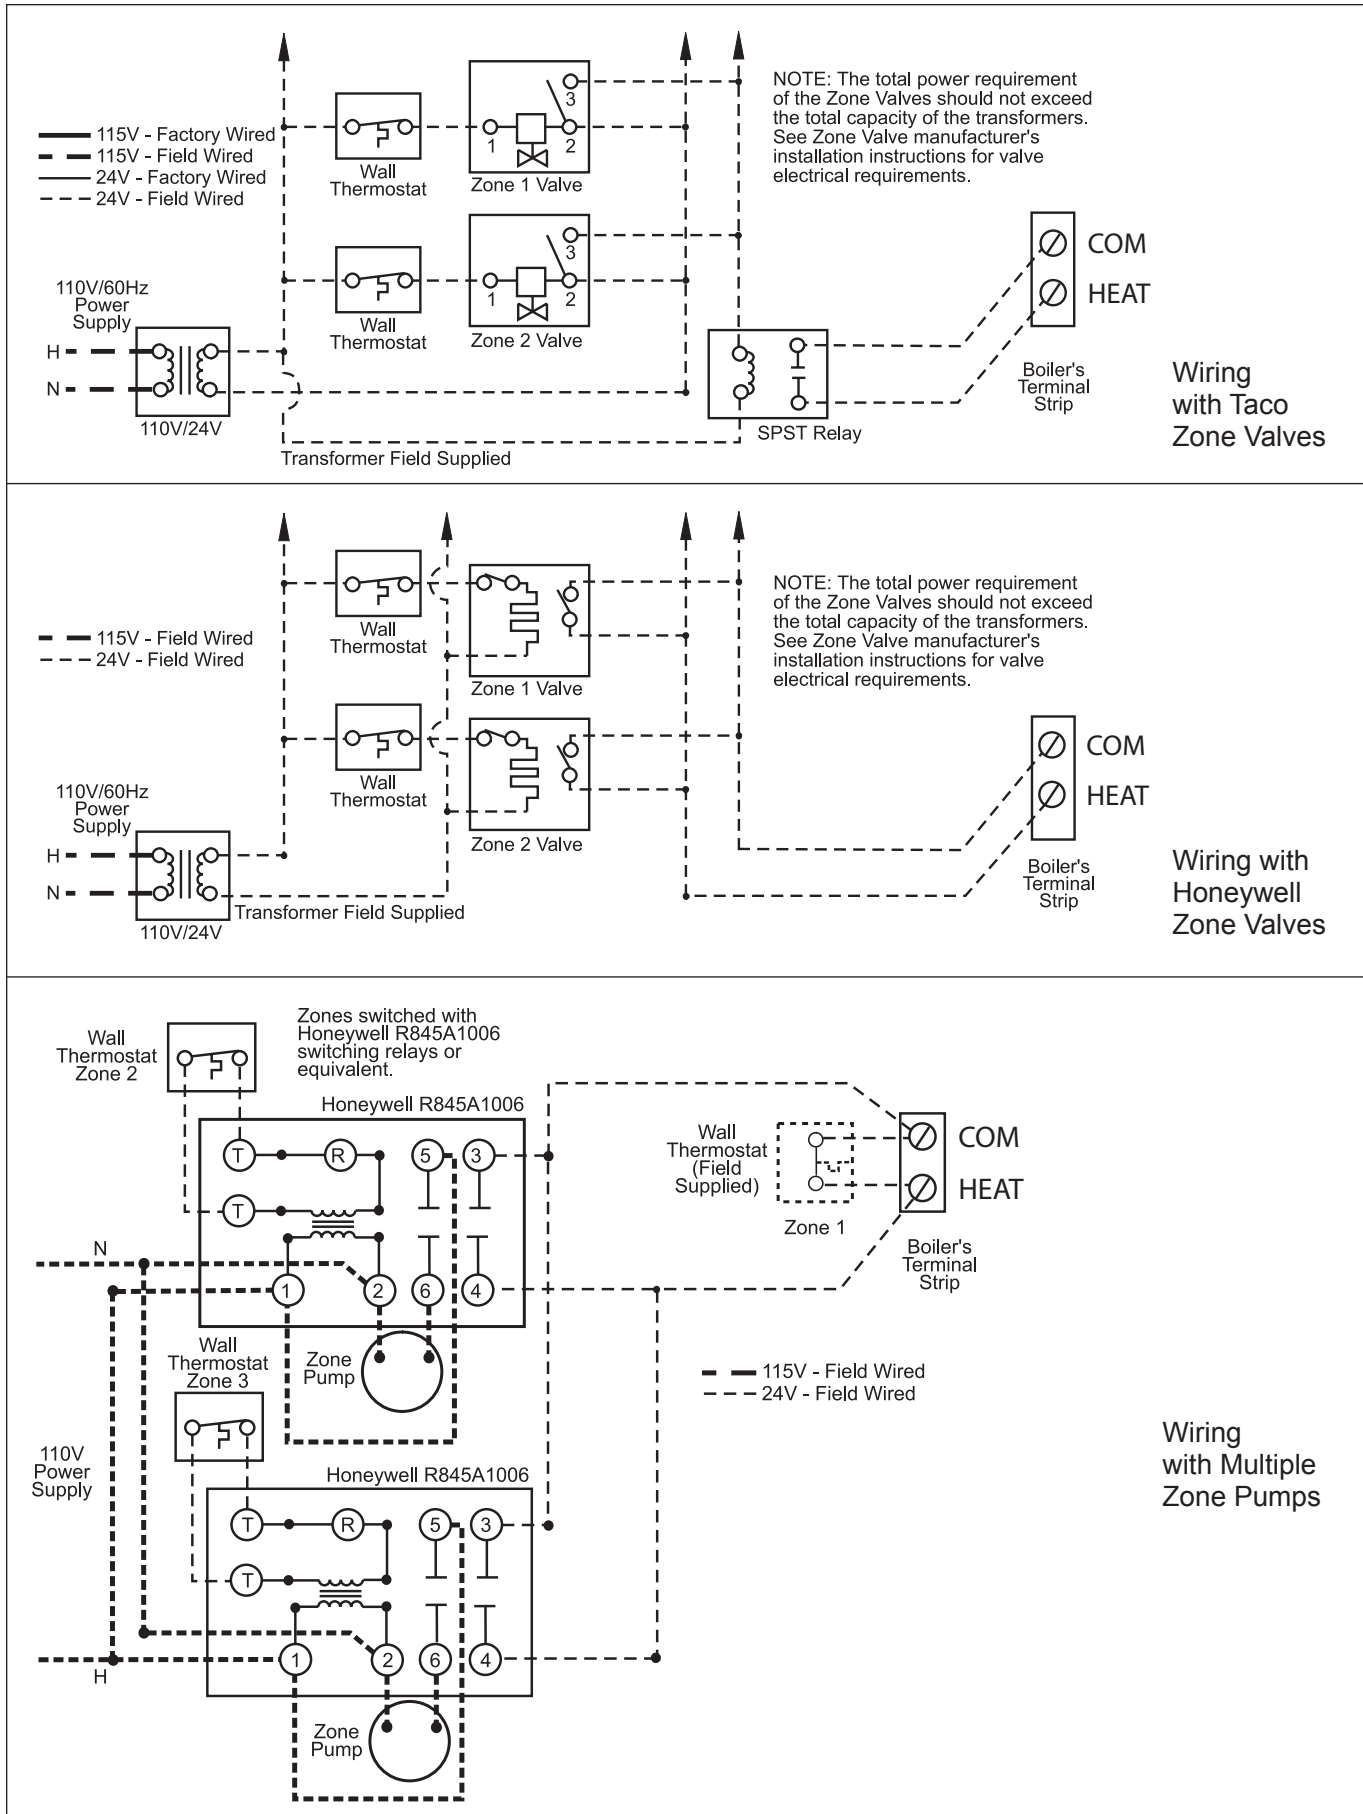 115V - Factory Wired
115V - Field Wired
24V - Factory Wired
24V - Field Wired
Wall
Thermostat
1
3
2
Zone 1 Valve
NOTE: The total power requirement
of the Zone Valves should not exceed
the total capacity of the transformers.
See Zone Valve manufacturer's
installation instructions for valve
electrical requirements.
Wall
Thermostat
1
3
2
Zone 2 Valve
COM
HEAT
Boiler's
Terminal
Strip
110V/60Hz
Power
Supply
H
N
110V/24V
Transformer Field Supplied
SPST Relay
Wiring
with Taco
Zone Valves
115V - Field Wired
24V - Field Wired
Wall
Thermostat
Zone 1 Valve
NOTE: The total power requirement
of the Zone Valves should not exceed
the total capacity of the transformers.
See Zone Valve manufacturer's
installation instructions for valve
electrical requirements.
Wall
Thermostat
Zone 2 Valve
COM
HEAT
Boiler's
Terminal
Strip
110V/60Hz
Power
Supply
H
N
110V/24V
Transformer Field Supplied
Wiring with
Honeywell
Zone Valves
Wall
Thermostat
Zone 2
Zones switched with
Honeywell R845A1006
switching relays or
equivalent.
Honeywell R845A1006
T
R
5
3
T
N
1
2
6
4
Zone
Pump
Wall
Thermostat
(Field
Supplied)
Zone 1
COM
HEAT
Boiler's
Terminal
Strip
115V - Field Wired
24V - Field Wired
Wall
Thermostat
Zone 3
110V
Power
Supply
Honeywell R845A1006
T
R
5
3
T
H
1
2
6
4
Zone
Pump
Wiring
with Multiple
Zone Pumps